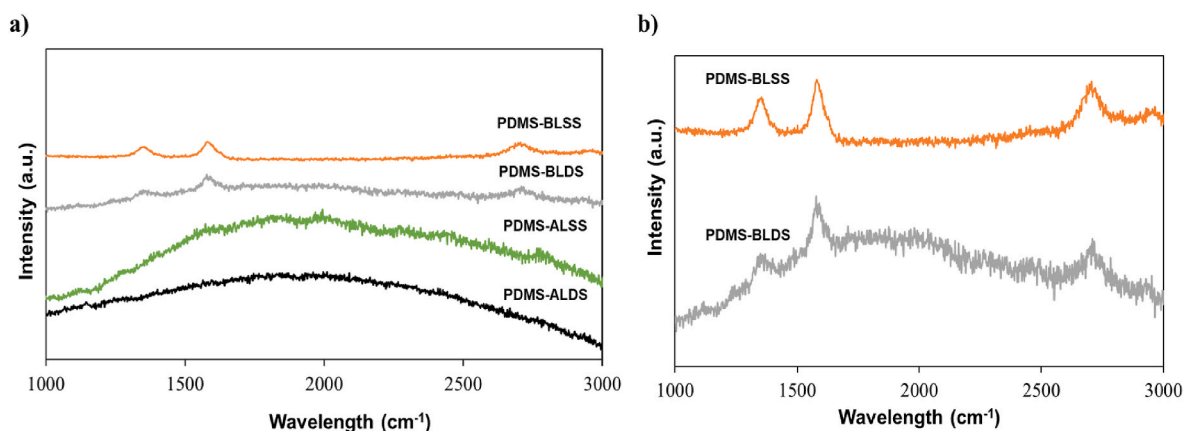 a)
Intensity (a.u.)
PDMS-BLSS
PDMS-BLDS
PDMS-ALSS
PDMS-ALDS
1000 1500 2000 2500 3000
Wavelength (cm⁻¹)
b)
Intensity (a.u.)
PDMS-BLSS
PDMS-BLDS
1000 1500 2000 2500 3000
Wavelength (cm⁻¹)